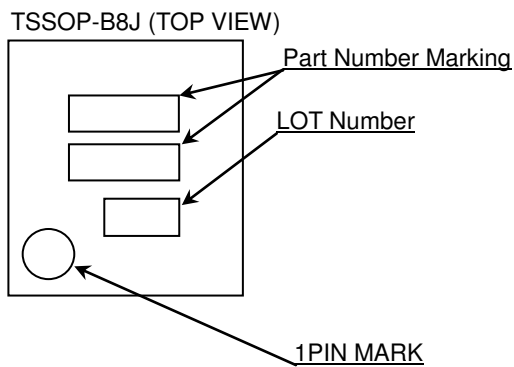 TSSOP-B8J (TOP VIEW)
Part Number Marking
LOT Number
1PIN MARK